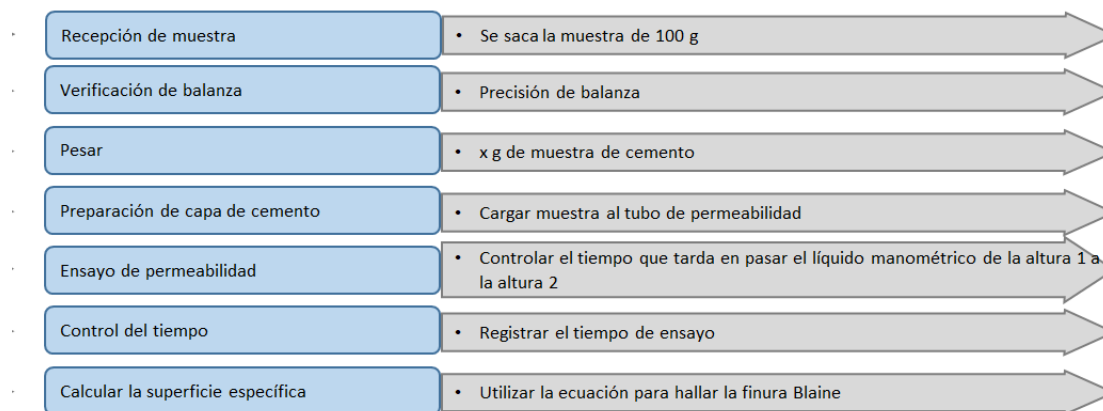 Recepción de muestra
• Se saca la muestra de 100 g
Verificación de balanza
• Precisión de balanza
Pesar
• x g de muestra de cemento
Preparación de capa de cemento
• Cargar muestra al tubo de permeabilidad
Ensayo de permeabilidad
• Controlar el tiempo que tarda en pasar el líquido manométrico de la altura 1 a
la altura 2
Control del tiempo
• Registrar el tiempo de ensayo
Calcular la superficie específica
• Utilizar la ecuación para hallar la finura Blaine